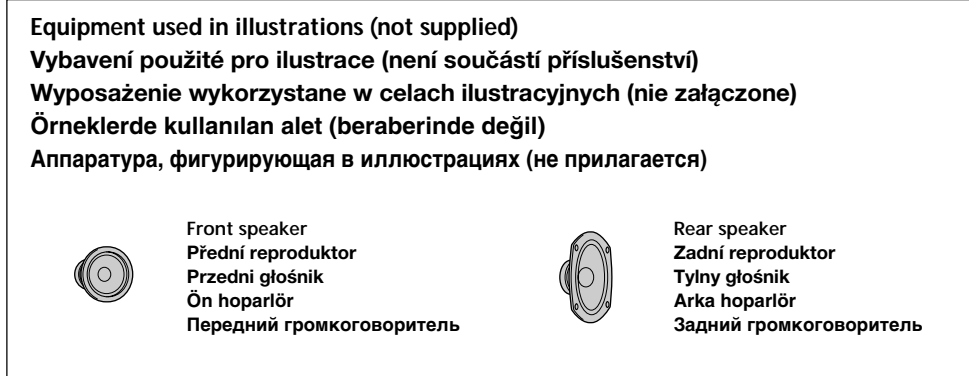 Equipment used in illustrations (not supplied)
Vybavení použité pro ilustrace (není součástí příslušenství)
Wyposażenie wykorzystane w celach ilustracyjnych (nie załączone)
Örneklerde kullanılan alet (beraberinde değil)
Аппаратура, фигурирующая в иллюстрациях (не прилагается)
Front speaker
Přední reproduktor
Przedni głośnik
Ön hoparlör
Передний громкоговоритель
Rear speaker
Zadní reproduktor
Tylny głośnik
Arka hoparlör
Задний громкоговоритель